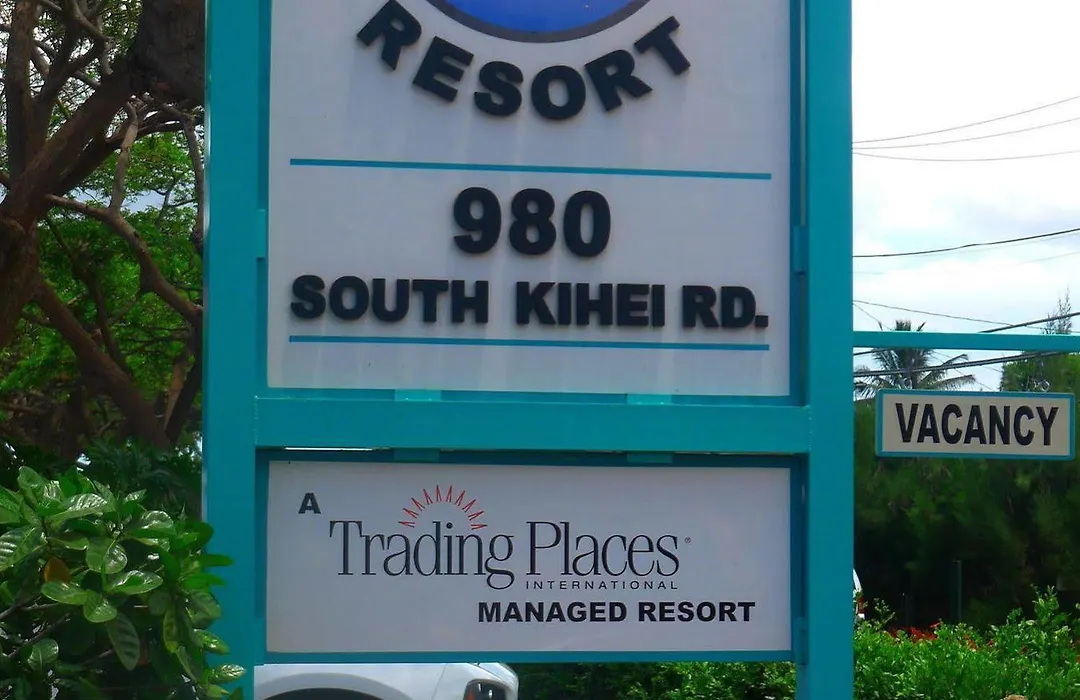 RESORT
980
SOUTH KIHEI RD.
VACANCY
A
Trading Places
INTERNATIONAL
MANAGED RESORT